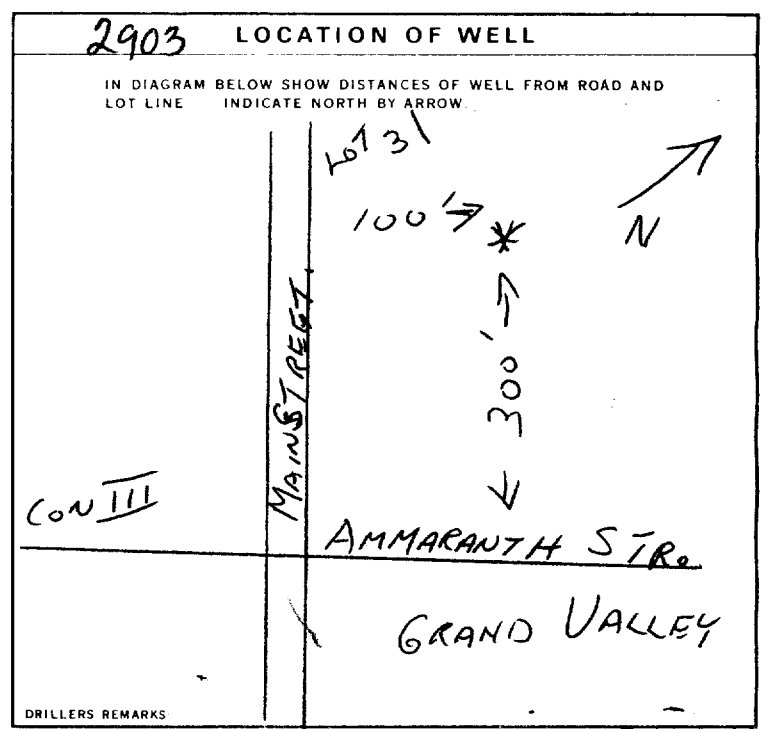 2903 LOCATION OF WELL
IN DIAGRAM BELOW SHOW DISTANCES OF WELL FROM ROAD AND
LOT LINE INDICATE NORTH BY ARROW.
LOT 31
100'
N
300'
MAINSTREET.
CON III
AMMARANTH STR.
GRAND VALLEY
DRILLERS REMARKS